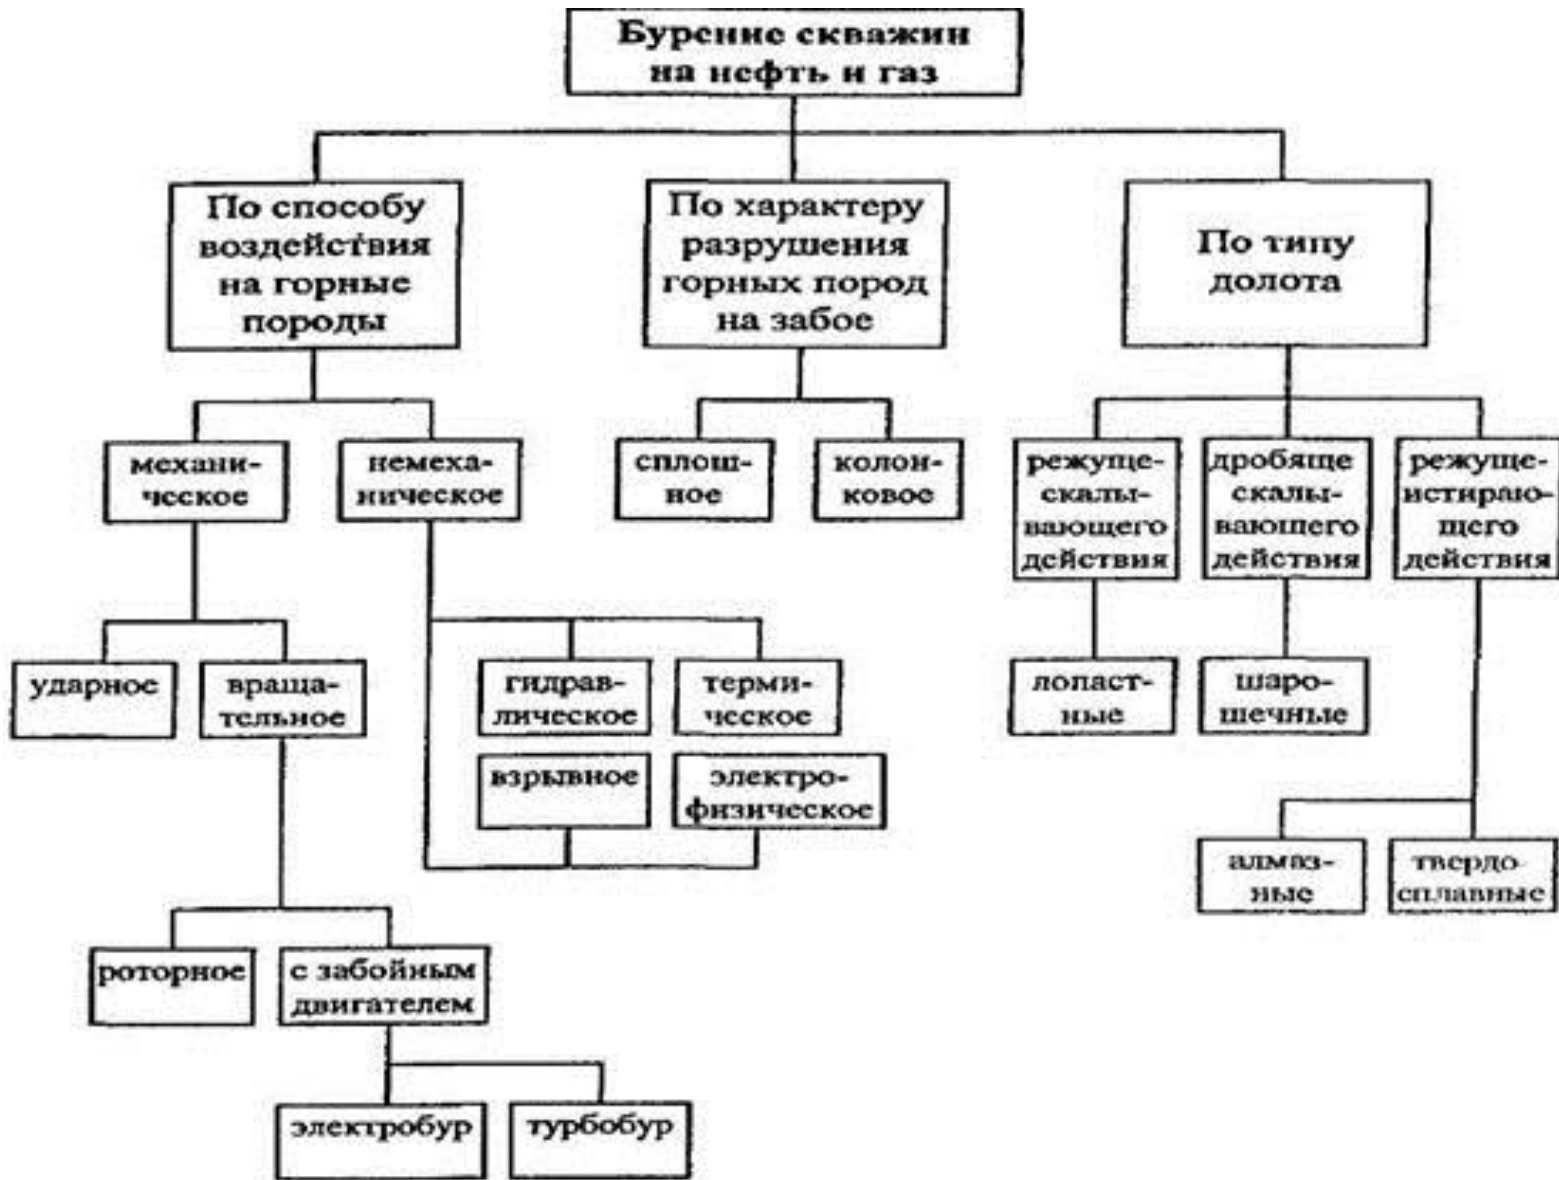 Бурение скважин
на нефть и газ
По способу
воздействия
на горные
породы
По характеру
разрушения
горных пород
на забое
По типу
долота
механи-
ческое
немеха-
ническое
сплош-
ное
колон-
ковое
режуще-
скалы-
вающего
действия
дробяще
скалы-
вающего
действия
режуще-
истираю-
щего
действия
ударное
враща-
тельное
гидрав-
лическое
терми-
ческое
лопаст-
ные
шаро-
шечные
взрывное
электро-
физическое
алмаз-
ные
твердо-
сплавные
роторное
с забойным
двигателем
электробур
турбобур